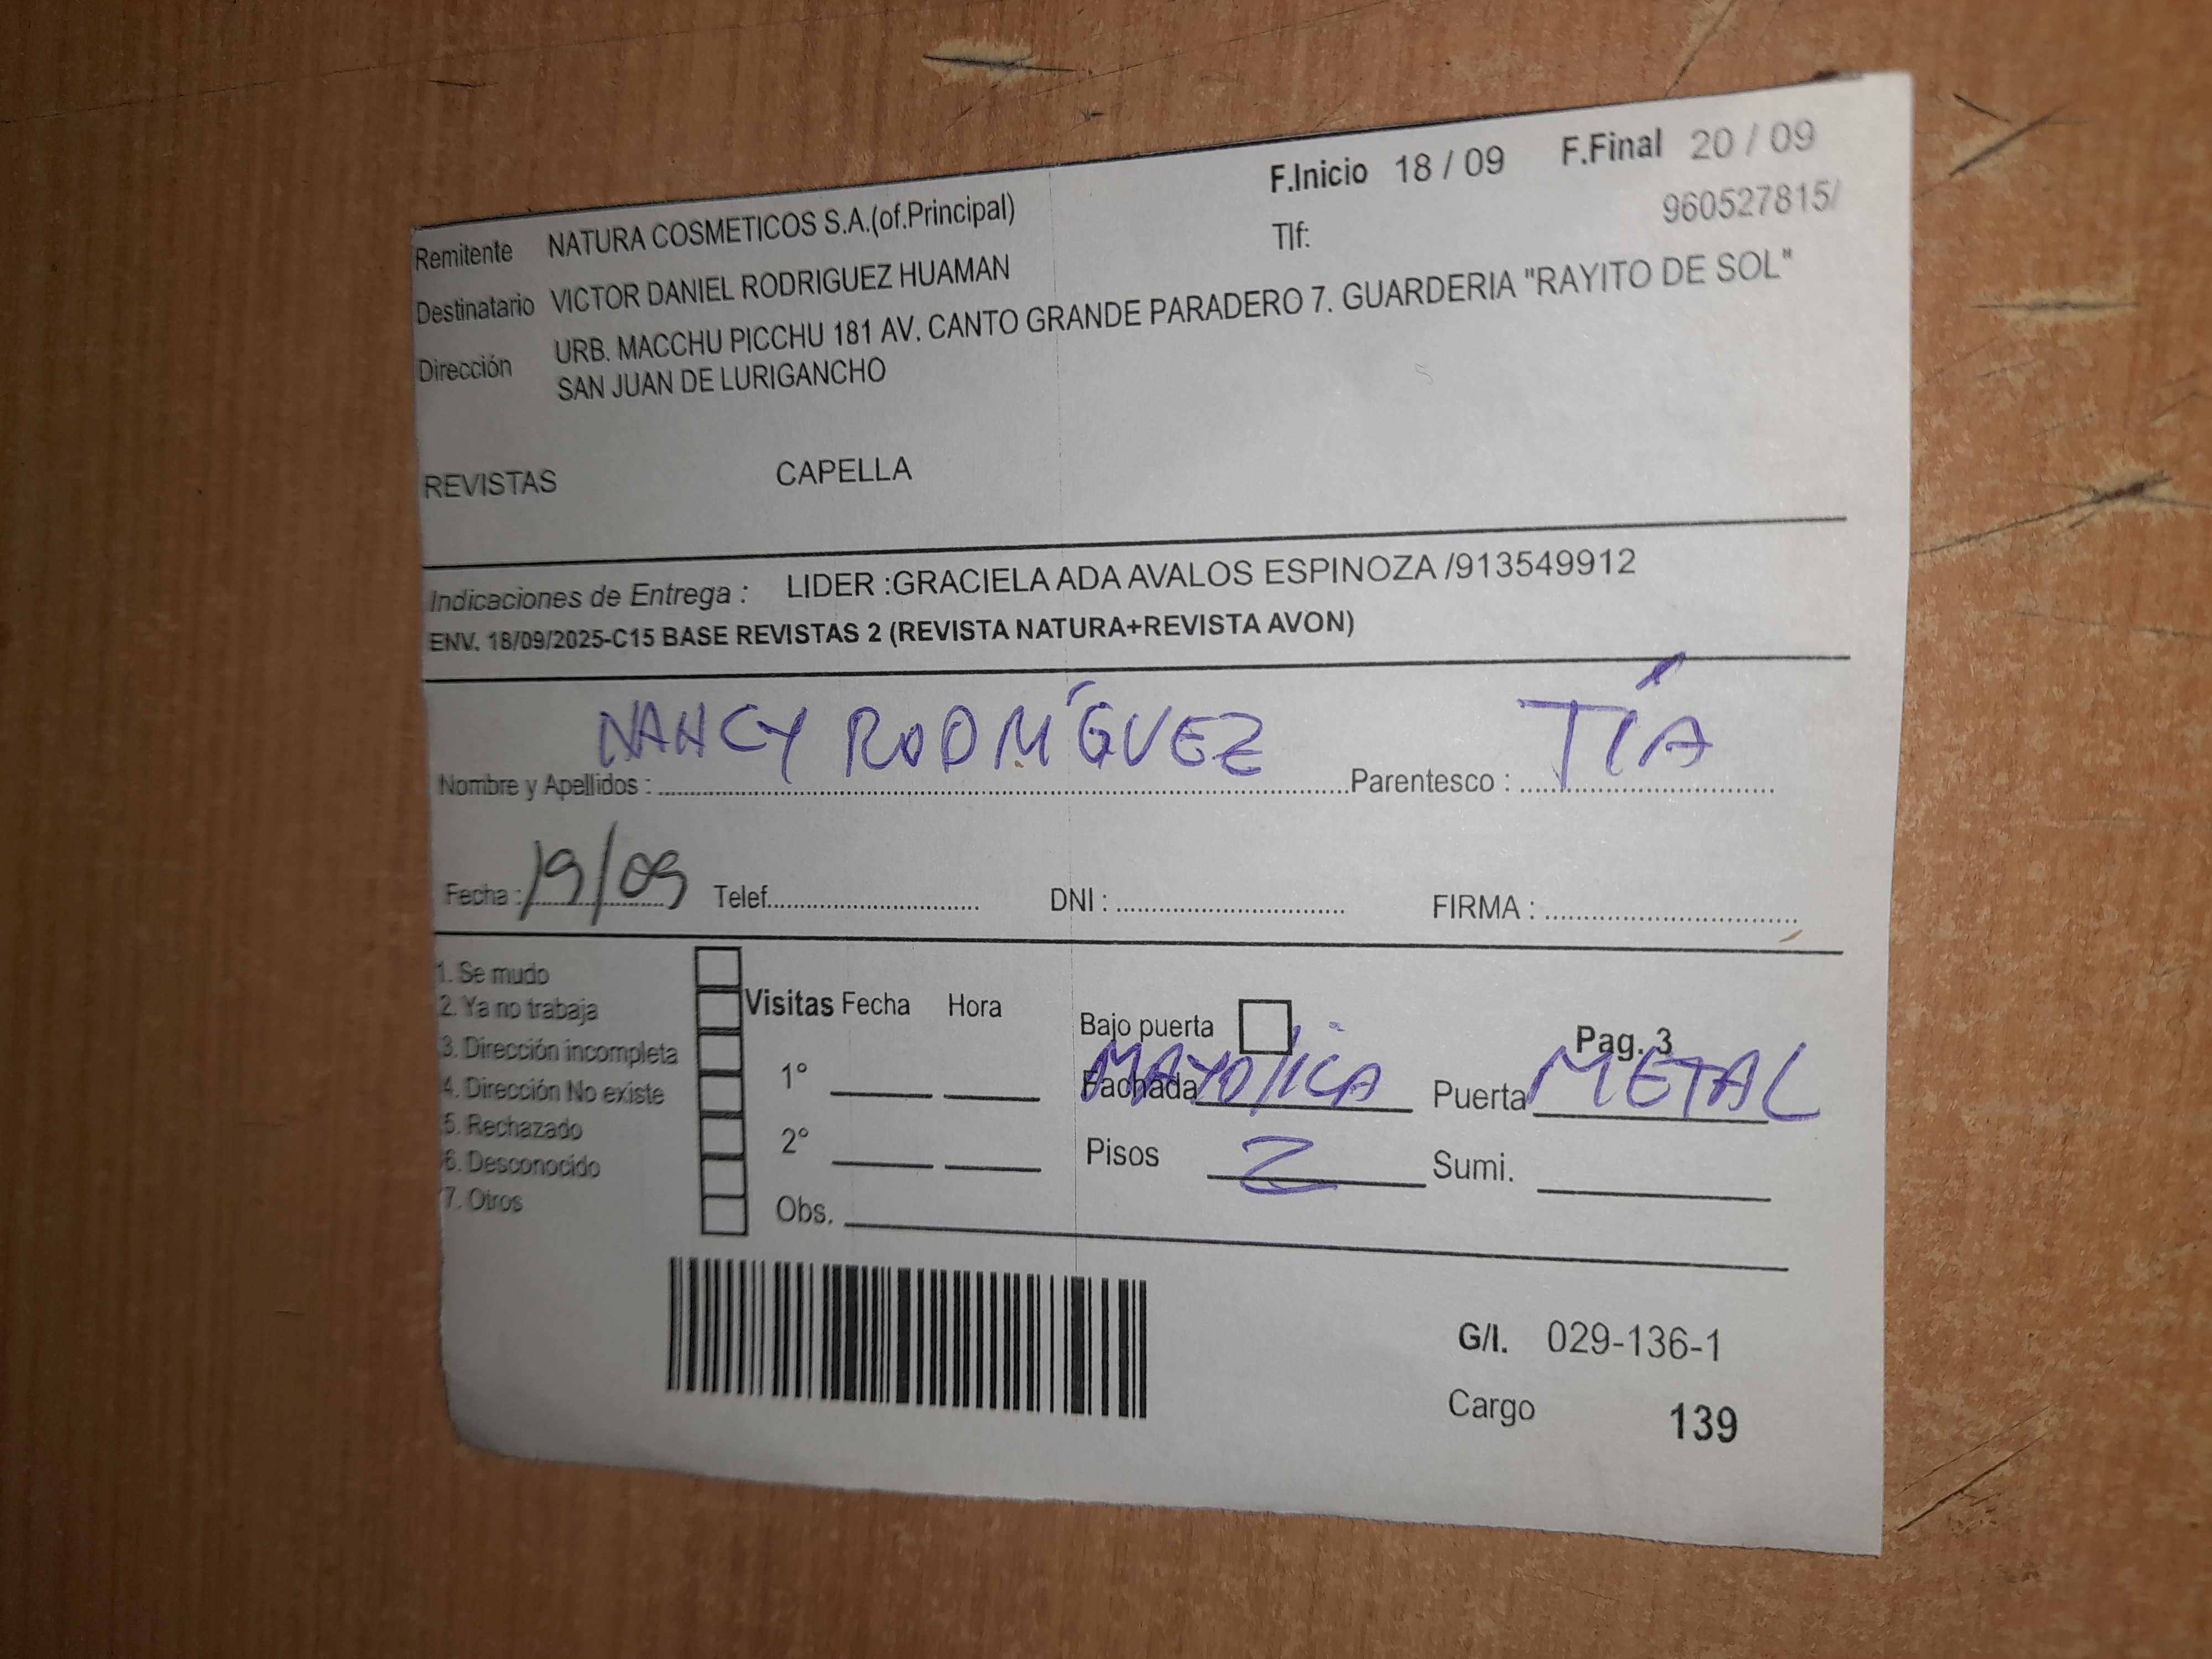 F.Inicio 18 / 09 F.Final 20 / 09
Remitente NATURA COSMETICOS S.A.(of.Principal) Tlf: 960527815/
Destinatario VICTOR DANIEL RODRIGUEZ HUAMAN
Dirección URB. MACCHU PICCHU 181 AV. CANTO GRANDE PARADERO 7. GUARDERIA "RAYITO DE SOL"
SAN JUAN DE LURIGANCHO
REVISTAS CAPELLA
Indicaciones de Entrega : LIDER :GRACIELA ADA AVALOS ESPINOZA /913549912
ENV. 18/09/2025-C15 BASE REVISTAS 2 (REVISTA NATURA+REVISTA AVON)
Nombre y Apellidos : NANCY RODRÍGUEZ Parentesco : TÍA
Fecha : 19/09 Telef. DNI : FIRMA :
1. Se mudo
2. Ya no trabaja
3. Dirección incompleta
4. Dirección No existe
5. Rechazado
6. Desconocido
7. Otros
Visitas Fecha Hora
1°
2°
Obs.
Bajo puerta Pag. 3
Fachada MAYOlicA Puerta METAL
Pisos 2 Sumi.
G/I. 029-136-1
Cargo 139